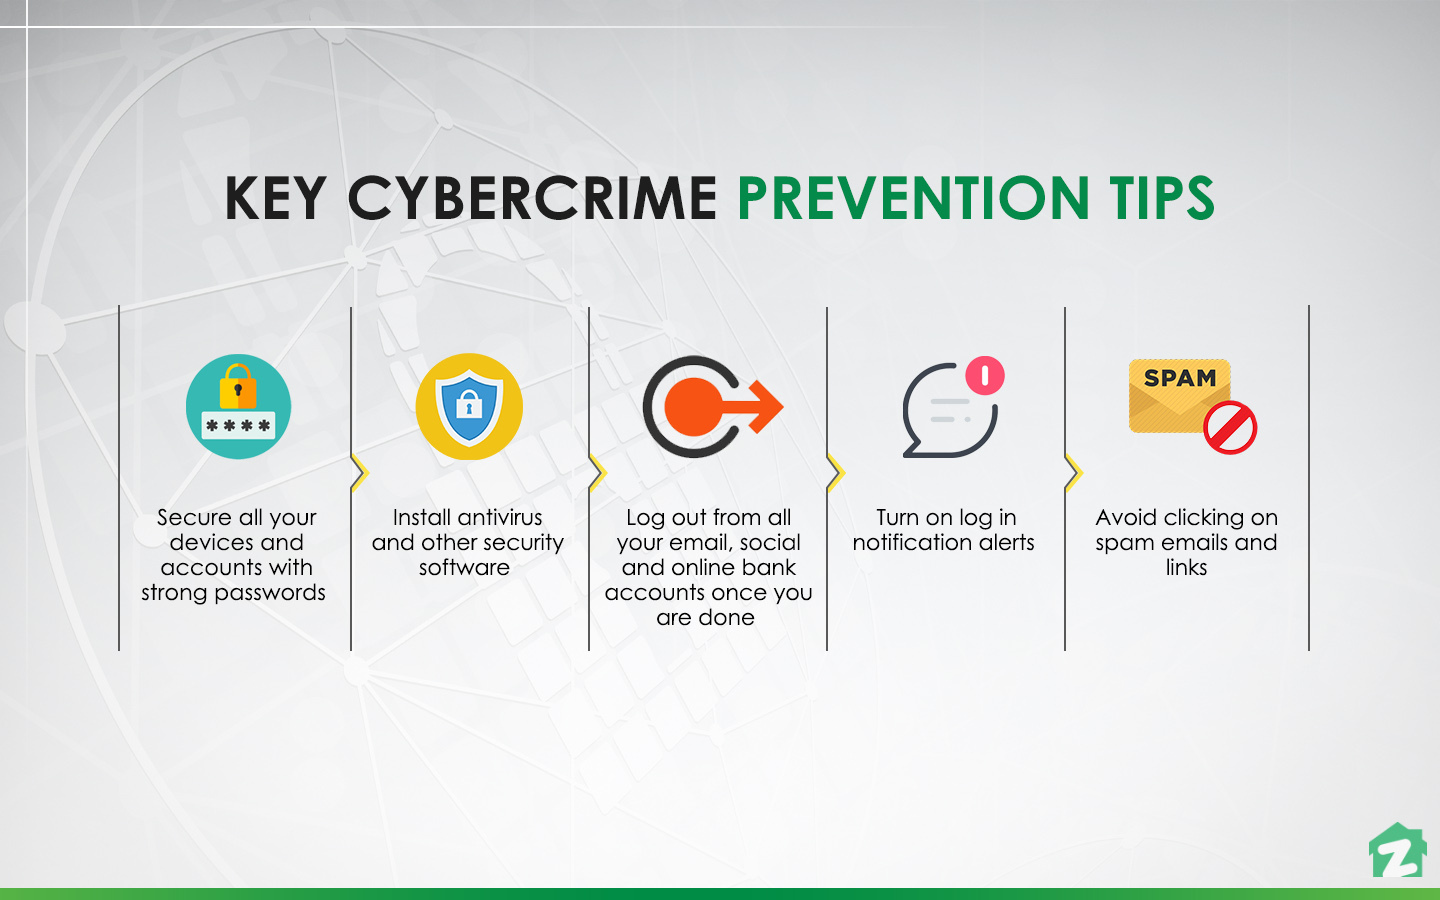 KEY CYBERCRIME PREVENTION TIPS
****
Secure all your
devices and
accounts with
strong passwords
Install antivirus
and other security
software
Log out from all
your email, social
and online bank
accounts once you
are done
Turn on log in
notification alerts
SPAM
Avoid clicking on
spam emails and
links
Z